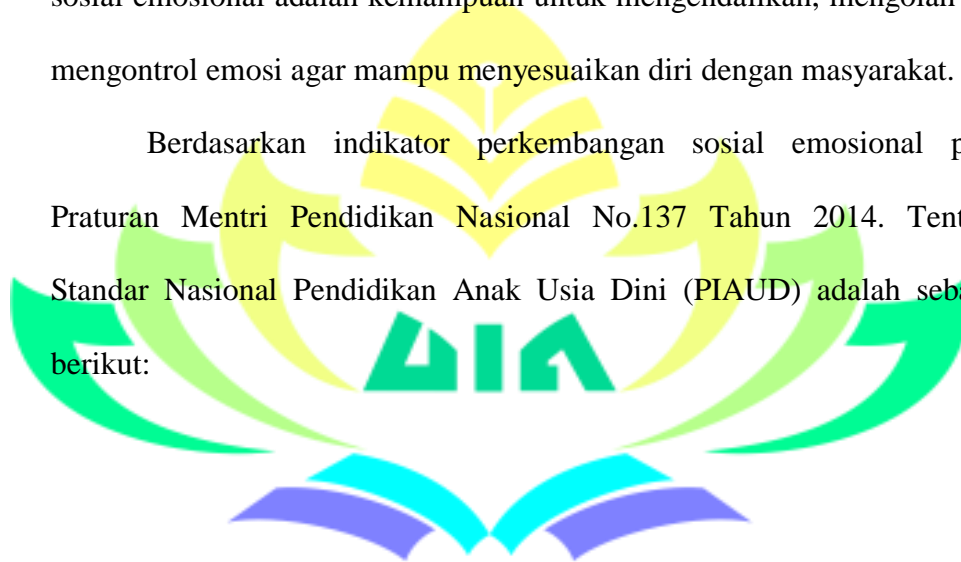 sosial emosional adalah kemampuan untuk mengendalikan, mengolah
mengontrol emosi agar mampu menyesuaikan diri dengan masyarakat.
Berdasarkan indikator perkembangan sosial emosional p
Praturan Mentri Pendidikan Nasional No.137 Tahun 2014. Tent
Standar Nasional Pendidikan Anak Usia Dini (PIAUD) adalah seba
berikut:
UIN